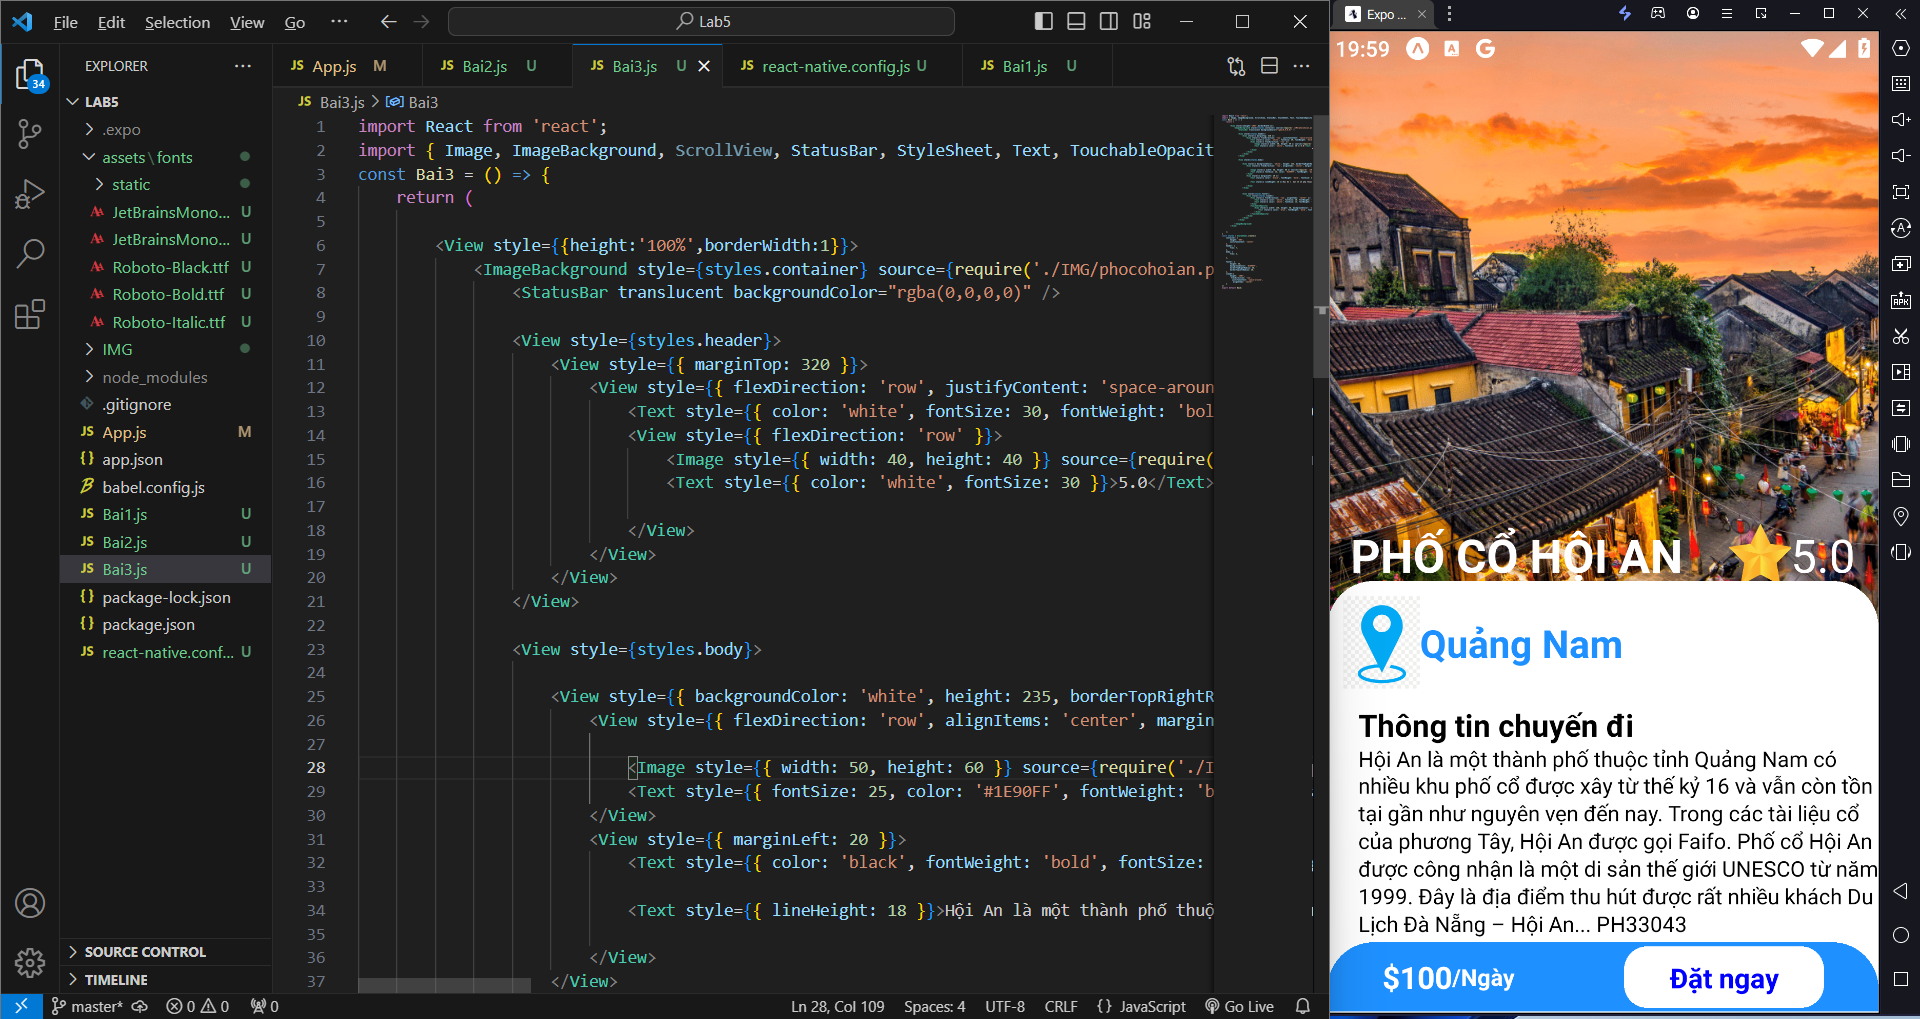 File Edit Selection View Go ··· Lab5
EXPLORER
App.js M
Bai2.js U
Bai3.js U
react-native.config.js U
Bai1.js U
34
LAB5
.expo
assets\fonts
static
JetBrainsMono... U
JetBrainsMono... U
Roboto-Black.ttf U
Roboto-Bold.ttf U
Roboto-Italic.ttf U
IMG
node_modules
.gitignore
App.js M
app.json
babel.config.js
Bai1.js U
Bai2.js U
Bai3.js U
package-lock.json
package.json
react-native.conf... U
SOURCE CONTROL
TIMELINE
JS Bai3.js > Bai3
1 import React from 'react';
2 import { Image, ImageBackground, ScrollView, StatusBar, StyleSheet, Text, TouchableOpacit
3 const Bai3 = () => {
4 return (
5
6 <View style={{height:'100%',borderWidth:1}}>
7 <ImageBackground style={styles.container} source={require('./IMG/phocohoian.p
8 <StatusBar translucent backgroundColor="rgba(0,0,0,0)" />
9
10 <View style={styles.header}>
11 <View style={{ marginTop: 320 }}>
12 <View style={{ flexDirection: 'row', justifyContent: 'space-aroun
13 <Text style={{ color: 'white', fontSize: 30, fontWeight: 'bol
14 <View style={{ flexDirection: 'row' }}>
15 <Image style={{ width: 40, height: 40 }} source={require(
16 <Text style={{ color: 'white', fontSize: 30 }}>5.0</Text>
17
18 </View>
19 </View>
20 </View>
21 </View>
22
23 <View style={styles.body}>
24
25 <View style={{ backgroundColor: 'white', height: 235, borderTopRightR
26 <View style={{ flexDirection: 'row', alignItems: 'center', margin
27
28 <Image style={{ width: 50, height: 60 }} source={require('./I
29 <Text style={{ fontSize: 25, color: '#1E90FF', fontWeight: 'b
30 </View>
31 <View style={{ marginLeft: 20 }}>
32 <Text style={{ color: 'black', fontWeight: 'bold', fontSize:
33
34 <Text style={{ lineHeight: 18 }}>Hội An là một thành phố thuộ
35
36 </View>
37 </View>
master* 0 0 0 Ln 28, Col 109 Spaces: 4 UTF-8 CRLF {} JavaScript Go Live
Expo ...
19:59
PHỐ CỔ HỘI AN 5.0
Quảng Nam
Thông tin chuyến đi
Hội An là một thành phố thuộc tỉnh Quảng Nam có
nhiều khu phố cổ được xây từ thế kỷ 16 và vẫn còn tồn
tại gần như nguyên vẹn đến nay. Trong các tài liệu cổ
của phương Tây, Hội An được gọi Faifo. Phố cổ Hội An
được công nhận là một di sản thế giới UNESCO từ năm
1999. Đây là địa điểm thu hút được rất nhiều khách Du
Lịch Đà Nẵng – Hội An... PH33043
$100/Ngày Đặt ngay